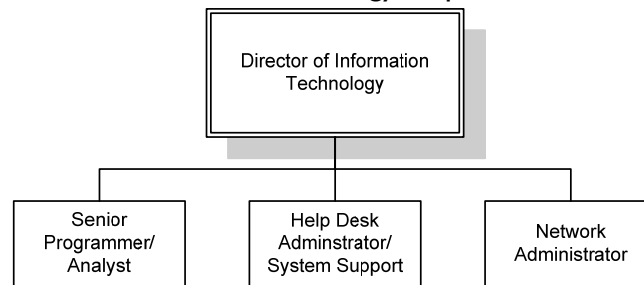 Director of Information
Technology
Senior
Programmer/
Analyst
Help Desk
Adminstrator/
System Support
Network
Administrator